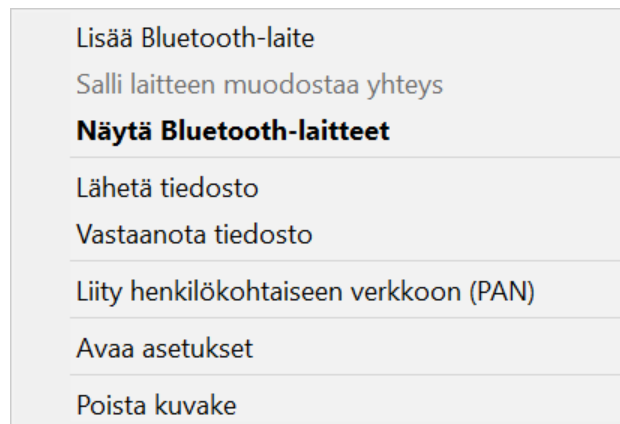 Lisää Bluetooth-laite
Salli laitteen muodostaa yhteys
Näytä Bluetooth-laitteet
Lähetä tiedosto
Vastaanota tiedosto
Liity henkilökohtaiseen verkkoon (PAN)
Avaa asetukset
Poista kuvake